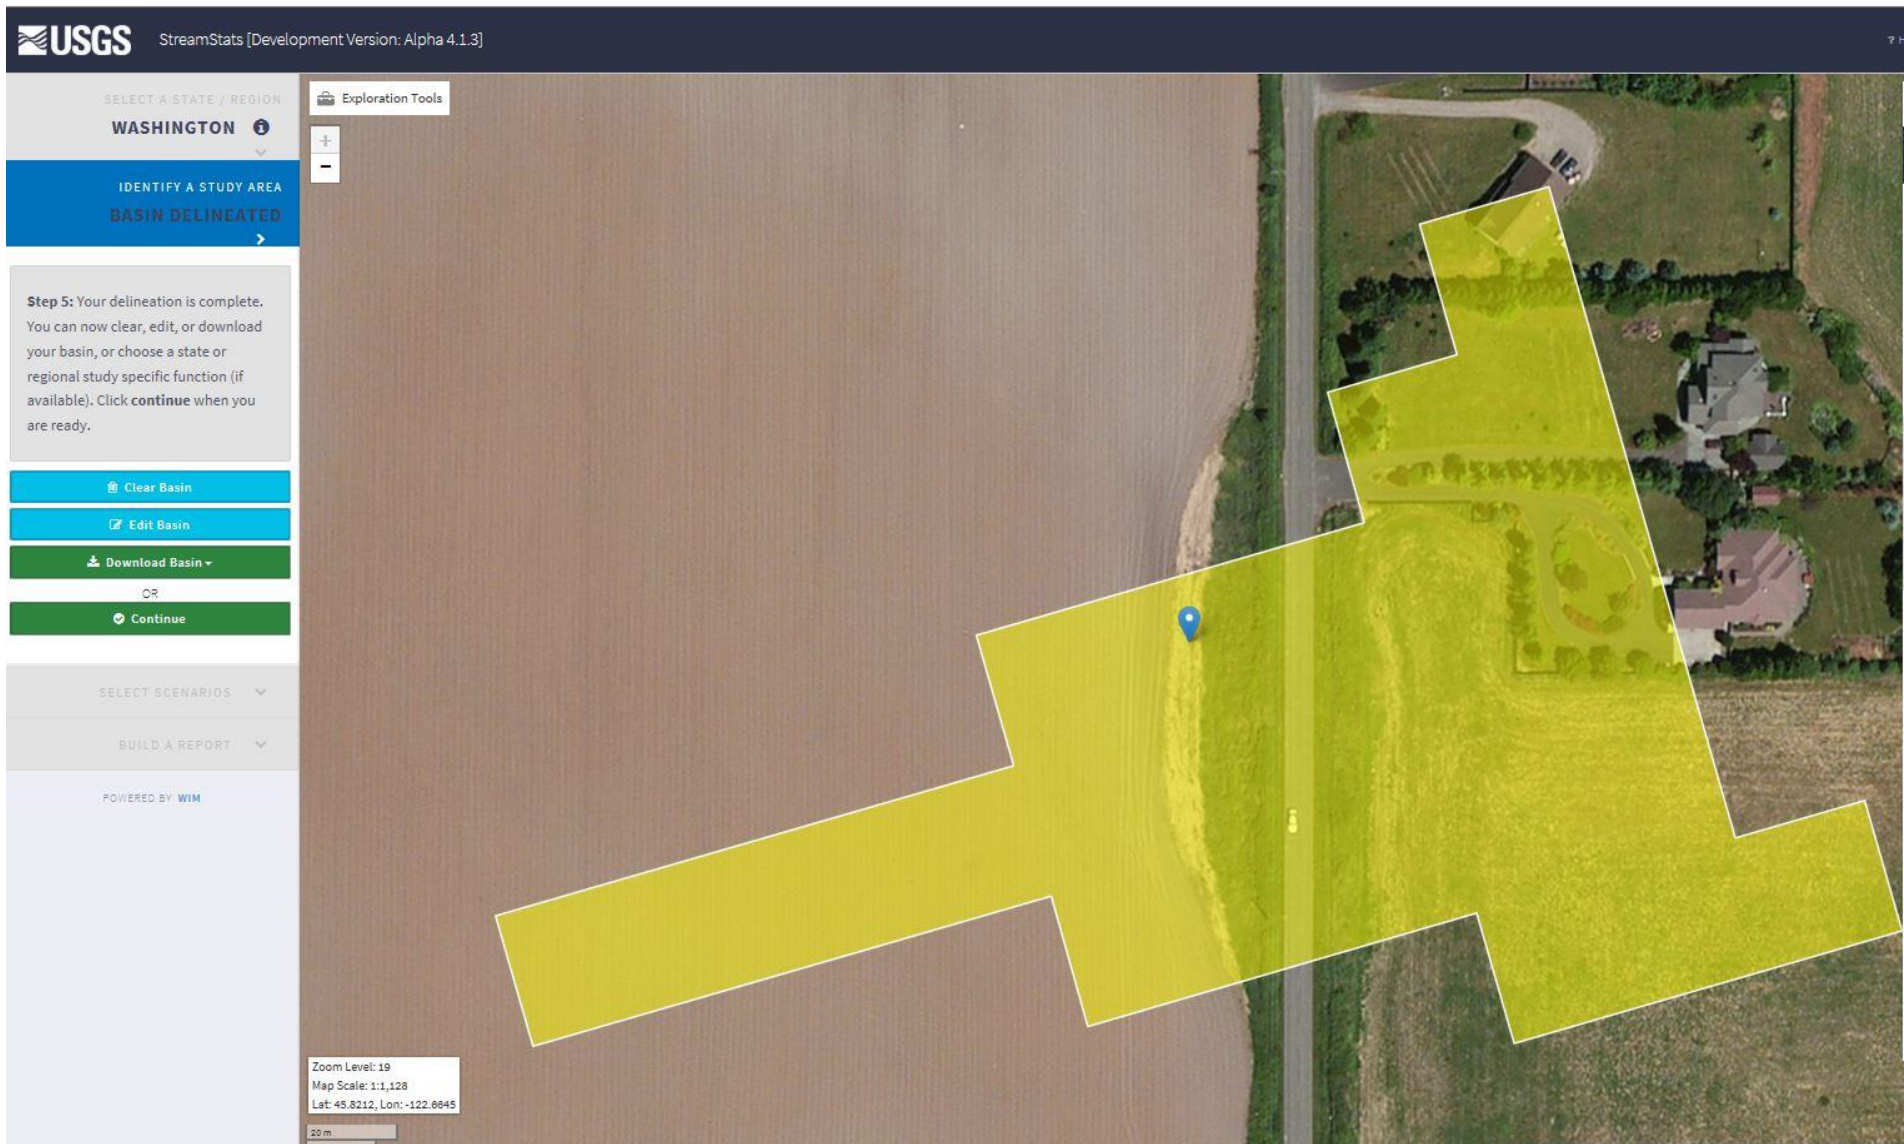 USGS
StreamStats [Development Version: Alpha 4.1.3]
SELECT A STATE / REGION
WASHINGTON
IDENTIFY A STUDY AREA
BASIN DELINEATED
Step 5: Your delineation is complete.
You can now clear, edit, or download
your basin, or choose a state or
regional study specific function (if
available). Click continue when you
are ready.
Clear Basin
Edit Basin
Download Basin
OR
Continue
SELECT SCENARIOS
BUILD A REPORT
POWERED BY WIM
Exploration Tools
+
−
Zoom Level: 19
Map Scale: 1:1,128
Lat: 45.8212, Lon: -122.6645
20 m